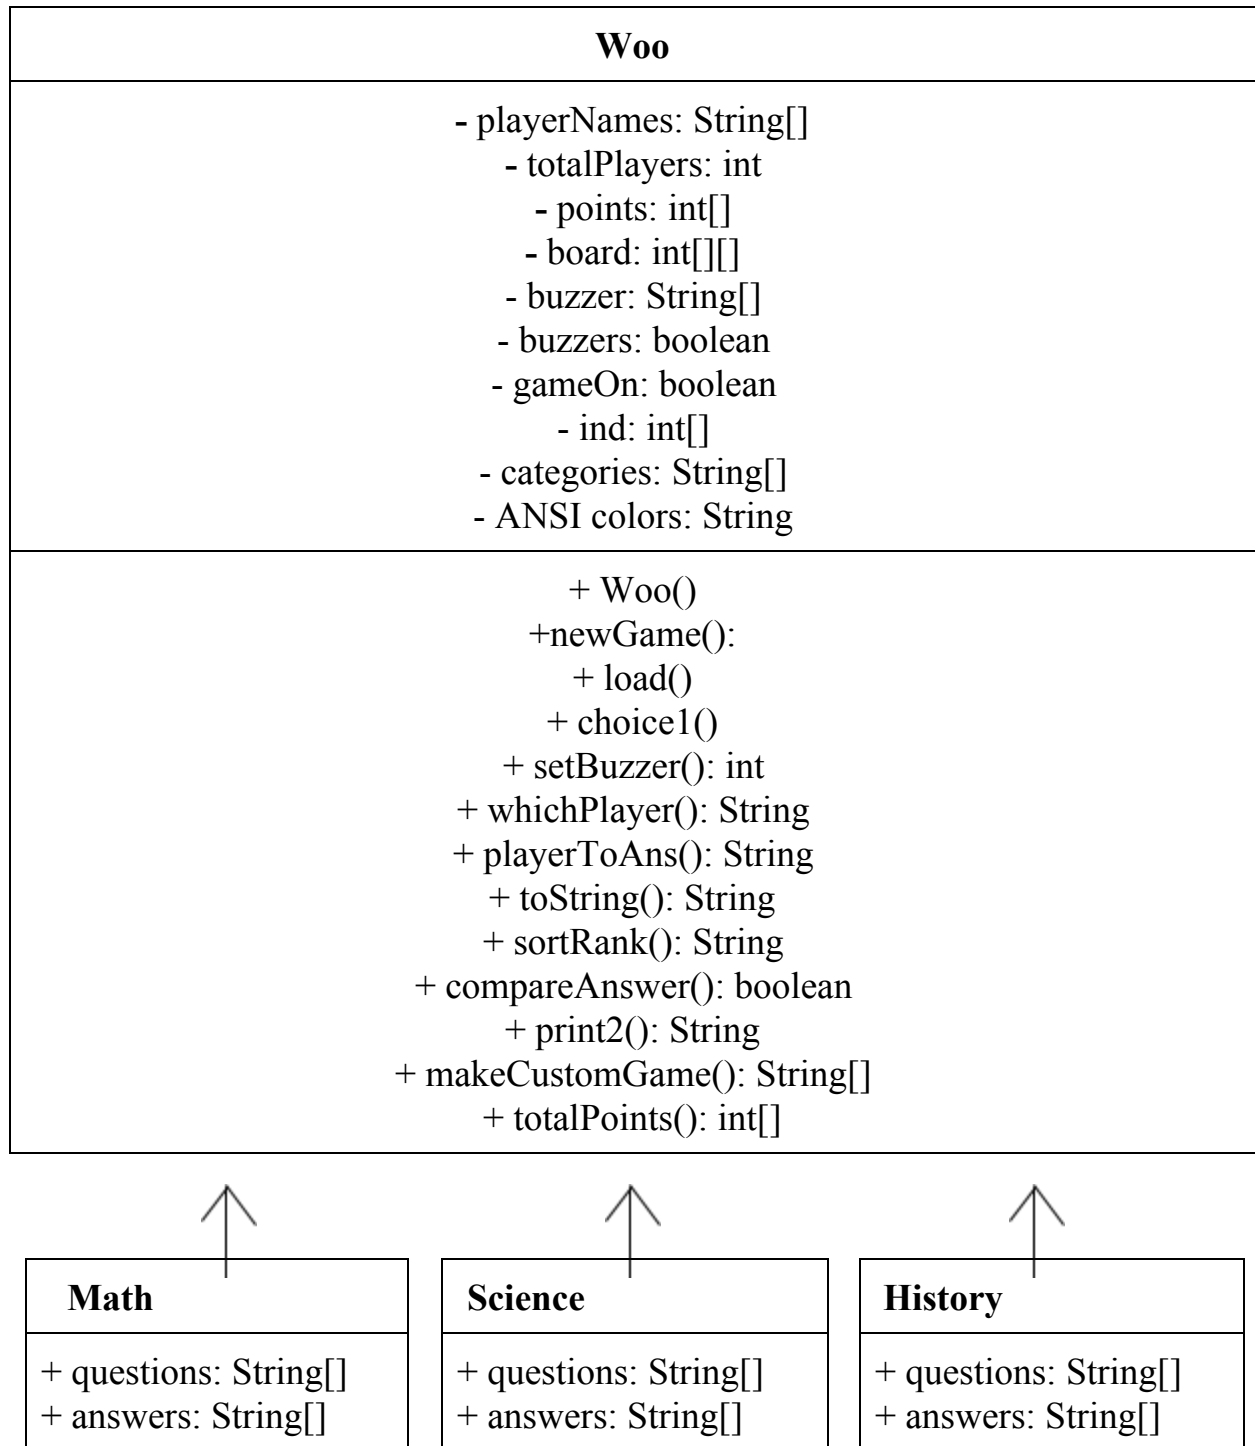 Woo
- playerNames: String[]
- totalPlayers: int
- points: int[]
- board: int[][]
- buzzer: String[]
- buzzers: boolean
- gameOn: boolean
- ind: int[]
- categories: String[]
- ANSI colors: String
+ Woo()
+newGame():
+ load()
+ choice1()
+ setBuzzer(): int
+ whichPlayer(): String
+ playerToAns(): String
+ toString(): String
+ sortRank(): String
+ compareAnswer(): boolean
+ print2(): String
+ makeCustomGame(): String[]
+ totalPoints(): int[]
Math
+ questions: String[]
+ answers: String[]
Science
+ questions: String[]
+ answers: String[]
History
+ questions: String[]
+ answers: String[]